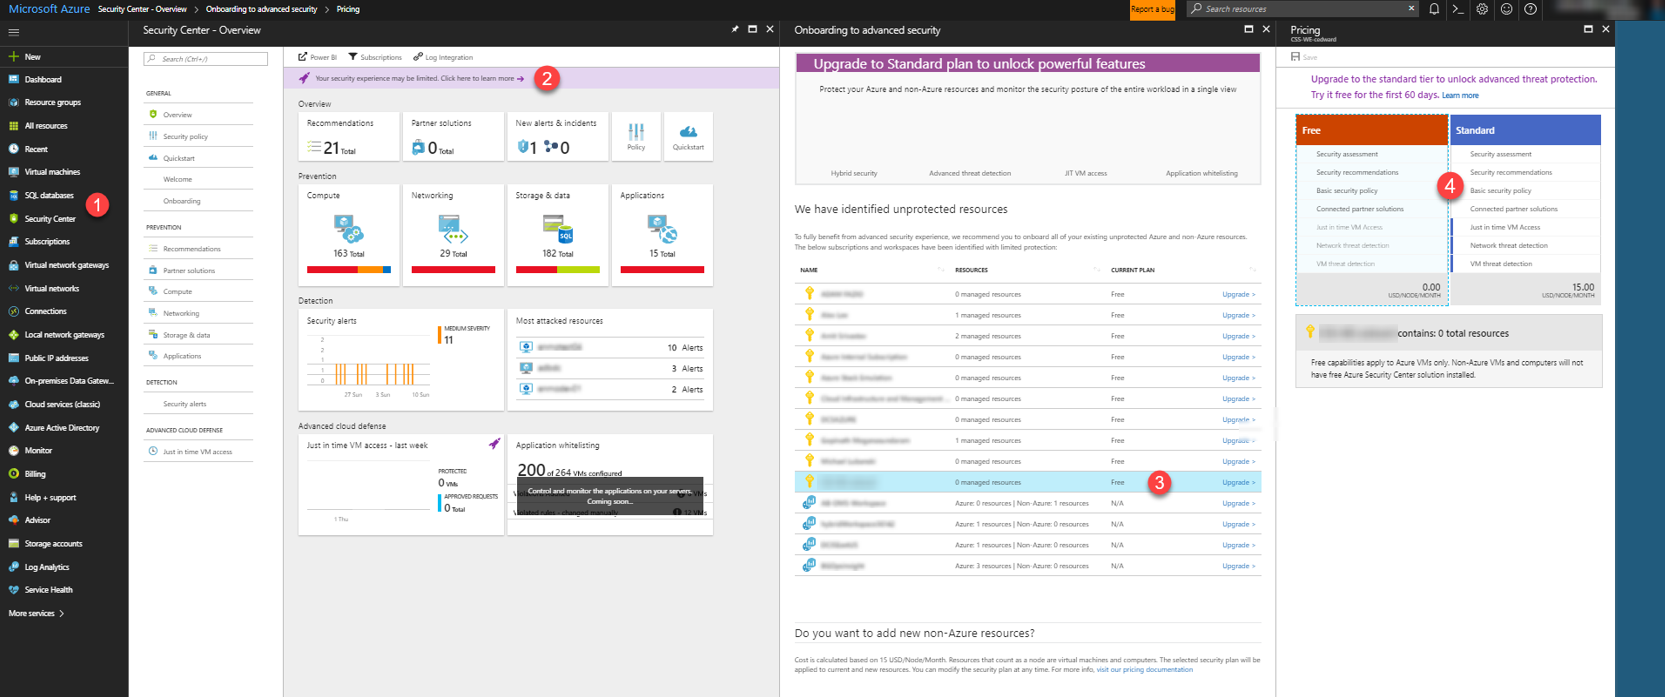 Microsoft Azure Security Center - Overview > Onboarding to advanced security > Pricing
Report a bug
Search resources
New
Dashboard
Resource groups
All resources
Recent
Virtual machines
SQL databases
1
Security Center
Subscriptions
Virtual network gateways
Virtual networks
Connections
Local network gateways
Public IP addresses
On-premises Data Gatew...
Cloud services (classic)
Azure Active Directory
Monitor
Billing
Help + support
Advisor
Storage accounts
Log Analytics
Service Health
More services >
Security Center - Overview
Search (Ctrl+/)
GENERAL
Overview
Security policy
Quickstart
Welcome
Onboarding
PREVENTION
Recommendations
Partner solutions
Compute
Networking
Storage & data
Applications
DETECTION
Security alerts
ADVANCED CLOUD DEFENSE
Just in time VM access
Power BI Subscriptions Log Integration
Your security experience may be limited. Click here to learn more →
2
Overview
Recommendations
21 Total
Partner solutions
0 Total
New alerts & incidents
1 0
Policy
Quickstart
Prevention
Compute
163 Total
Networking
29 Total
Storage & data
SQL
182 Total
Applications
15 Total
Detection
Security alerts
2
2
1
1
0
27 Sun 3 Sun 10 Sun
MEDIUM SEVERITY
11
Most attacked resources
10 Alerts
3 Alerts
2 Alerts
Advanced cloud defense
Just in time VM access - last week
1 Thu
PROTECTED
0 VMs
APPROVED REQUESTS
0 Total
Application whitelisting
200 of 264 VMs configured
Control and monitor the applications on your servers.
Coming soon...
Violated rules - changed manually 12 VMs
Onboarding to advanced security
Upgrade to Standard plan to unlock powerful features
Protect your Azure and non-Azure resources and monitor the security posture of the entire workload in a single view
Hybrid security Advanced threat detection JIT VM access Application whitelisting
We have identified unprotected resources
To fully benefit from advanced security experience, we recommend you to onboard all of your existing unprotected Azure and non-Azure resources.
The below subscriptions and workspaces have been identified with limited protection:
NAME RESOURCES CURRENT PLAN
0 managed resources Free Upgrade >
1 managed resources Free Upgrade >
2 managed resources Free Upgrade >
0 managed resources Free Upgrade >
0 managed resources Free Upgrade >
0 managed resources Free Upgrade >
0 managed resources Free Upgrade >
1 managed resources Free Upgrade >
0 managed resources Free Upgrade >
0 managed resources Free 3 Upgrade >
Azure: 0 resources | Non-Azure: 1 resources N/A Upgrade >
Azure: 1 resources | Non-Azure: 0 resources N/A Upgrade >
Azure: 1 resources | Non-Azure: 0 resources N/A Upgrade >
Azure: 3 resources | Non-Azure: 0 resources N/A Upgrade >
Do you want to add new non-Azure resources?
Cost is calculated based on 15 USD/Node/Month. Resources that count as a node are virtual machines and computers. The selected security plan will be
applied to current and new resources. You can modify the security plan at any time. For more info, visit our pricing documentation
Pricing
CSS-WE-cadward
Save
Upgrade to the standard tier to unlock advanced threat protection.
Try it free for the first 60 days. Learn more
Free
Security assessment
Security recommendations
Basic security policy
Connected partner solutions
Just in time VM Access
Network threat detection
VM threat detection
0.00
USD/NODE/MONTH
4
Standard
Security assessment
Security recommendations
Basic security policy
Connected partner solutions
Just in time VM Access
Network threat detection
VM threat detection
15.00
USD/NODE/MONTH
contains: 0 total resources
Free capabilities apply to Azure VMs only. Non-Azure VMs and computers will not
have free Azure Security Center solution installed.